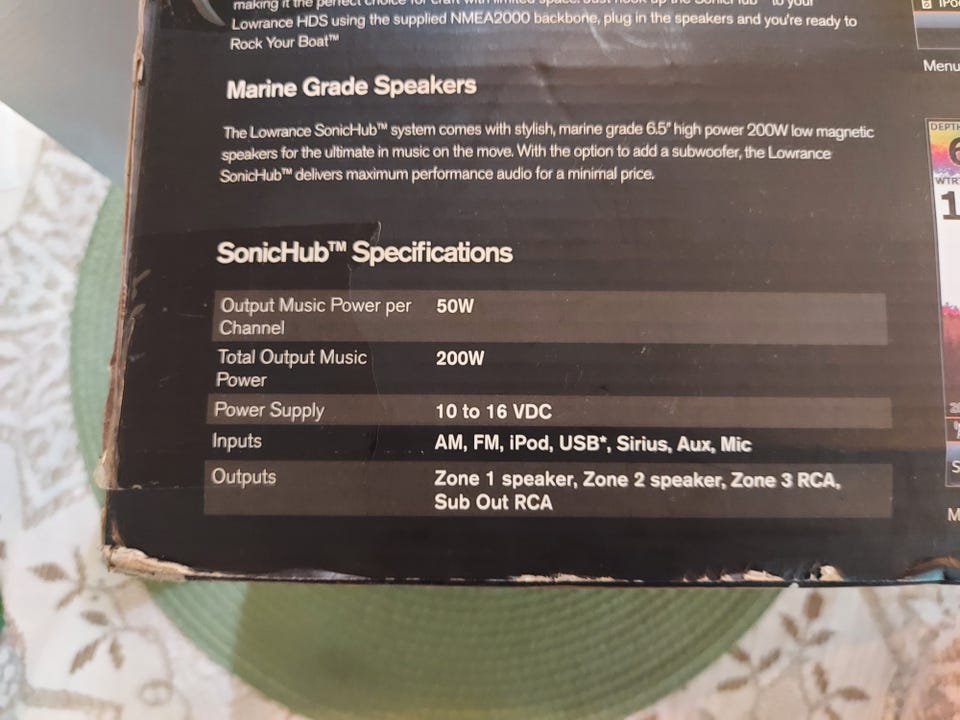 making it the perfect choice for craft with limited space. Just hook up the SonicHub™ to your
Lowrance HDS using the supplied NMEA2000 backbone, plug in the speakers and you're ready to
Rock Your Boat™
Marine Grade Speakers
The Lowrance SonicHub™ system comes with stylish, marine grade 6.5" high power 200W low magnetic
speakers for the ultimate in music on the move. With the option to add a subwoofer, the Lowrance
SonicHub™ delivers maximum performance audio for a minimal price.
SonicHub™ Specifications
Output Music Power per 50W
Channel
Total Output Music 200W
Power
Power Supply 10 to 16 VDC
Inputs AM, FM, iPod, USB*, Sirius, Aux, Mic
Outputs Zone 1 speaker, Zone 2 speaker, Zone 3 RCA,
Sub Out RCA
Menu
DEPTH
6
WTR
1